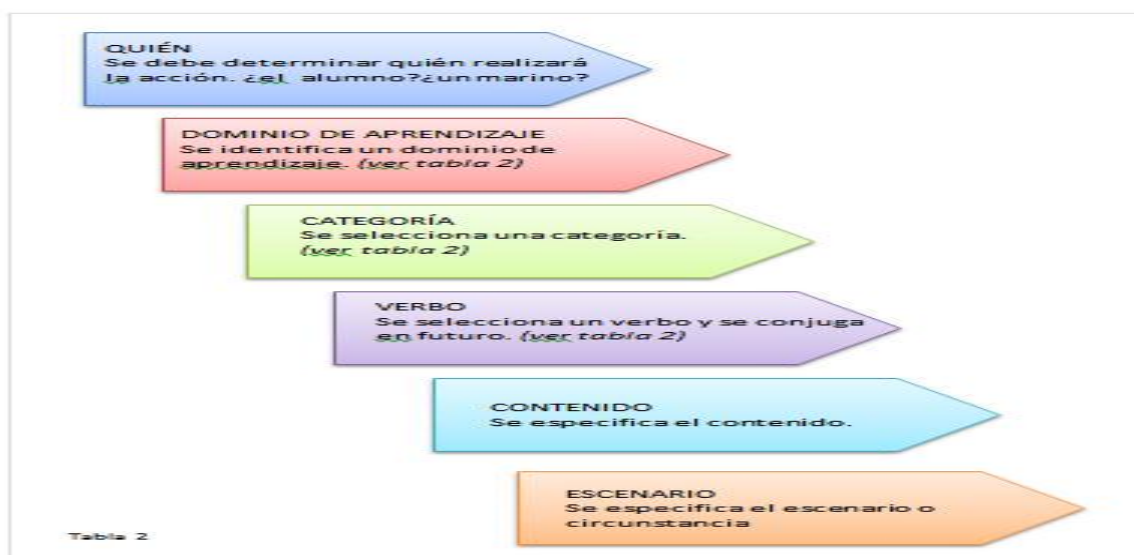 QUIÉN
Se debe determinar quién realizará
la acción. ¿el alumno?¿un marino?
DOMINIO DE APRENDIZAJE
Se identifica un dominio de
aprendizaje. (ver tabla 2)
CATEGORÍA
Se selecciona una categoría.
(ver tabla 2)
VERBO
Se selecciona un verbo y se conjuga
en futuro. (ver tabla 2)
CONTENIDO
Se especifica el contenido.
ESCENARIO
Se especifica el escenario o
circunstancia
Tabla 2